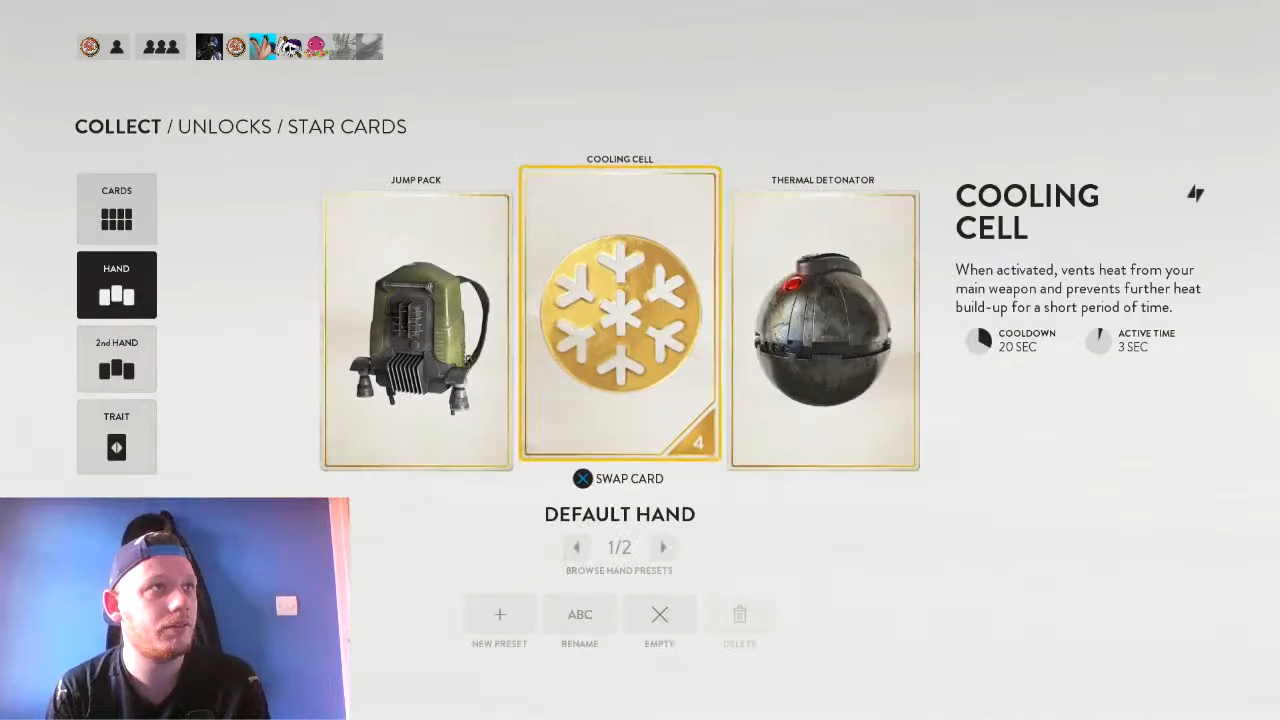 COLLECT / UNLOCKS / STAR CARDS
CARDS
HAND
2nd HAND
TRAIT
JUMP PACK
COOLING CELL
THERMAL DETONATOR
4
SWAP CARD
COOLING
CELL
When activated, vents heat from your
main weapon and prevents further heat
build-up for a short period of time.
COOLDOWN
20 SEC
ACTIVE TIME
3 SEC
DEFAULT HAND
1/2
BROWSE HAND PRESETS
NEW PRESET
ABC
RENAME
EMPTY
DELETE